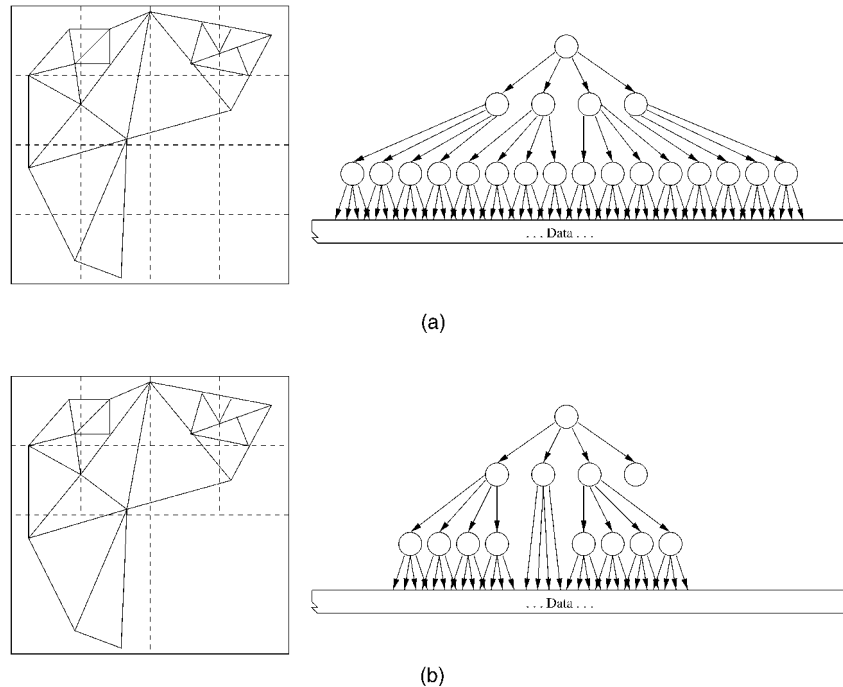 . . . Data . . .
(a)
. . . Data . . .
(b)